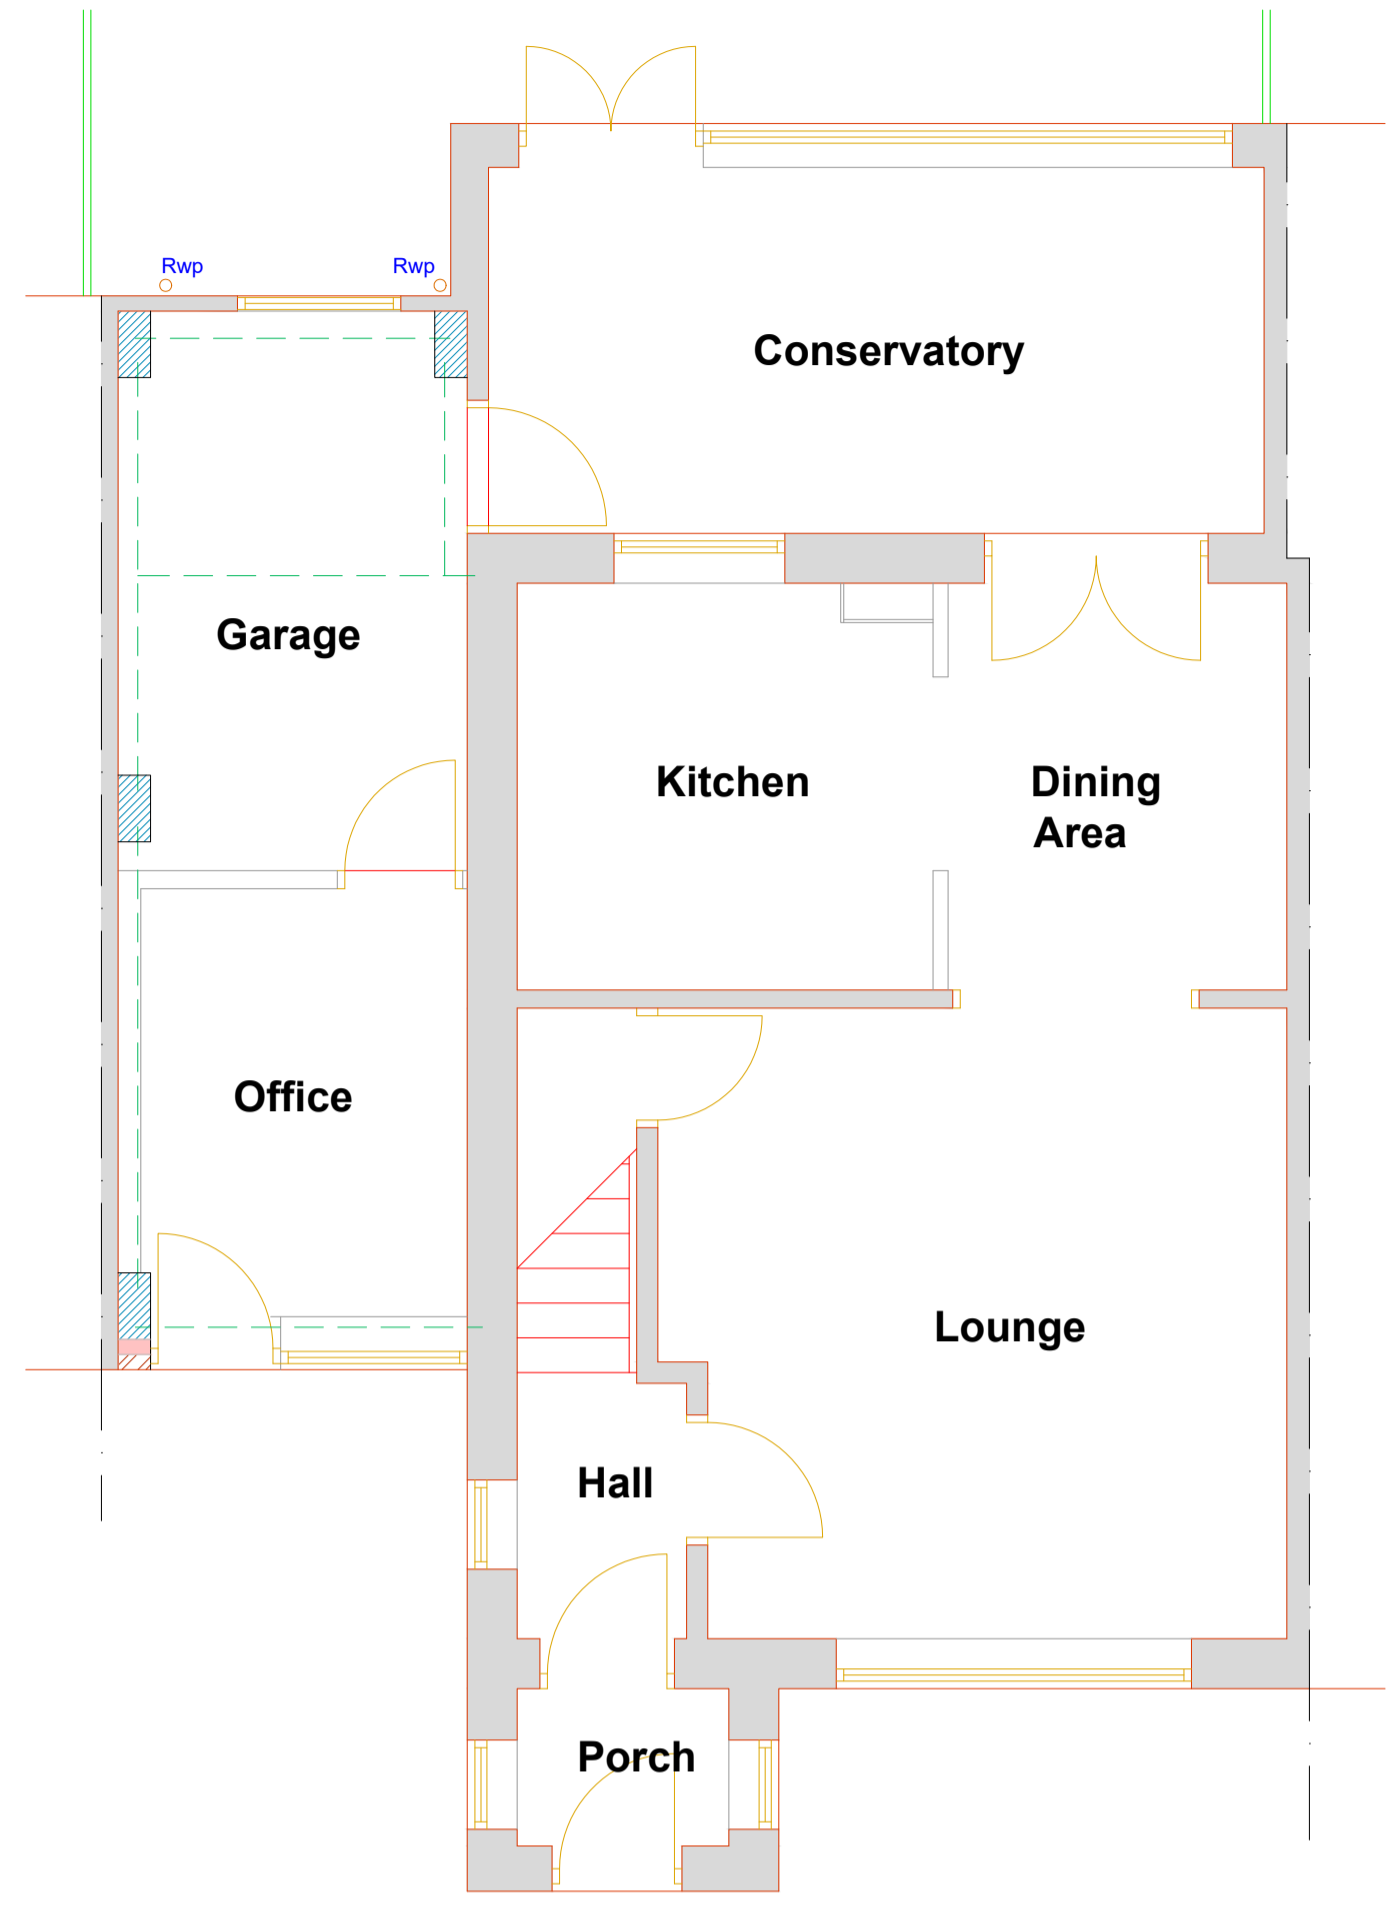 Rwp
Rwp
Conservatory
Garage
Kitchen
Dining
Area
Office
Lounge
Hall
Porch